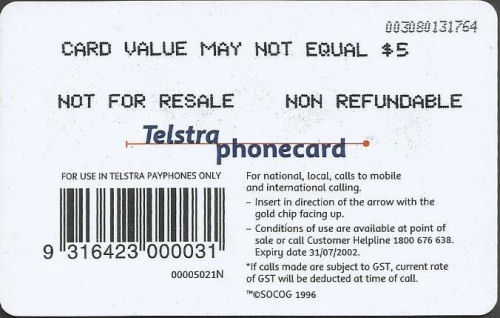 003080131764
CARD VALUE MAY NOT EQUAL $5
NOT FOR RESALE NON REFUNDABLE
Telstra
phonecard
FOR USE IN TELSTRA PAYPHONES ONLY
9 316423 000031
00005021N
For national, local, calls to mobile
and international calling.
– Insert in direction of the arrow with the
gold chip facing up.
– Conditions of use are available at point of
sale or call Customer Helpline 1800 676 638.
Expiry date 31/07/2002.
*If calls made are subject to GST, current rate
of GST will be deducted at time of call.
™©SOCOG 1996